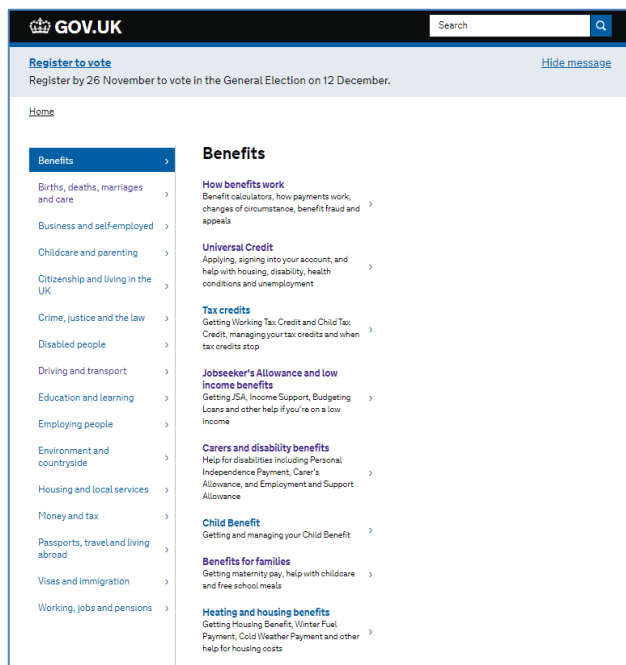 GOV.UK
Search
Register to vote
Hide message
Register by 26 November to vote in the General Election on 12 December.
Home
Benefits
Births, deaths, marriages
and care
Business and self-employed
Childcare and parenting
Citizenship and living in the
UK
Crime, justice and the law
Disabled people
Driving and transport
Education and learning
Employing people
Environment and
countryside
Housing and local services
Money and tax
Passports, travel and living
abroad
Visas and immigration
Working, jobs and pensions
Benefits
How benefits work
Benefit calculators, how payments work,
changes of circumstance, benefit fraud and
appeals
Universal Credit
Applying, signing into your account, and
help with housing, disability, health
conditions and unemployment
Tax credits
Getting Working Tax Credit and Child Tax
Credit, managing your tax credits and when
tax credits stop
Jobseeker's Allowance and low
income benefits
Getting JSA, Income Support, Budgeting
Loans and other help if you're on a low
income
Carers and disability benefits
Help for disabilities including Personal
Independence Payment, Carer's
Allowance, and Employment and Support
Allowance
Child Benefit
Getting and managing your Child Benefit
Benefits for families
Getting maternity pay, help with childcare
and free school meals
Heating and housing benefits
Getting Housing Benefit, Winter Fuel
Payment, Cold Weather Payment and other
help for housing costs